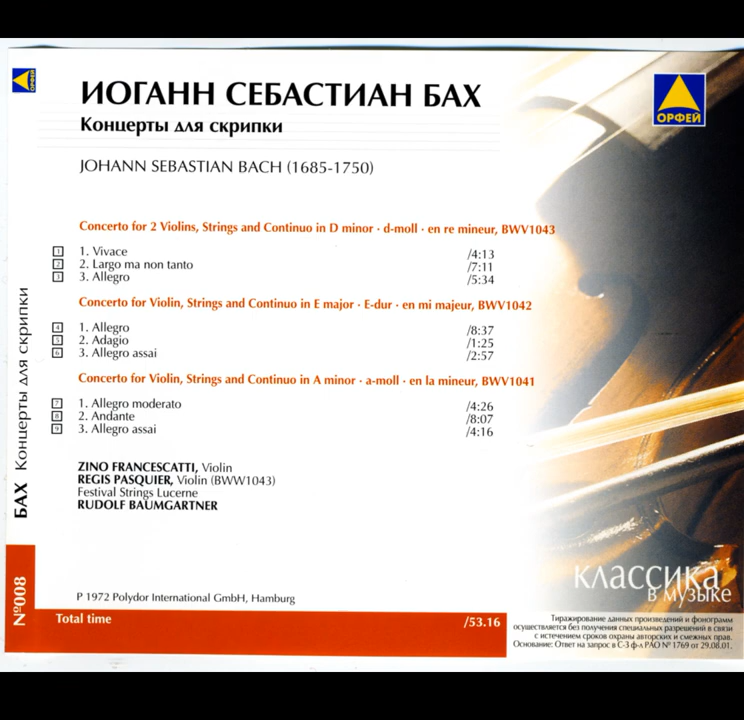 ОРФЕЙ
ИОГАНН СЕБАСТИАН БАХ
Концерты для скрипки
JOHANN SEBASTIAN BACH (1685-1750)
ОРФЕЙ
Concerto for 2 Violins, Strings and Continuo in D minor · d-moll · en re mineur, BWV1043
1 1. Vivace /4:13
2 2. Largo ma non tanto /7:11
3 3. Allegro /5:34
Concerto for Violin, Strings and Continuo in E major · E-dur · en mi majeur, BWV1042
4 1. Allegro /8:37
5 2. Adagio /1:25
6 3. Allegro assai /2:57
Concerto for Violin, Strings and Continuo in A minor · a-moll · en la mineur, BWV1041
7 1. Allegro moderato /4:26
8 2. Andante /8:07
9 3. Allegro assai /4:16
ZINO FRANCESCATTI, Violin
REGIS PASQUIER, Violin (BWW1043)
Festival Strings Lucerne
RUDOLF BAUMGARTNER
P 1972 Polydor International GmbH, Hamburg
Total time /53.16
БАХ Концерты для скрипки
№008
классика
в музыке
Тиражирование данных произведений и фонограмм
осуществляется без получения специальных разрешений в связи
с истечением сроков охраны авторских и смежных прав.
Основание: Ответ на запрос в С-З ф-л РАО № 1769 от 29.08.01.